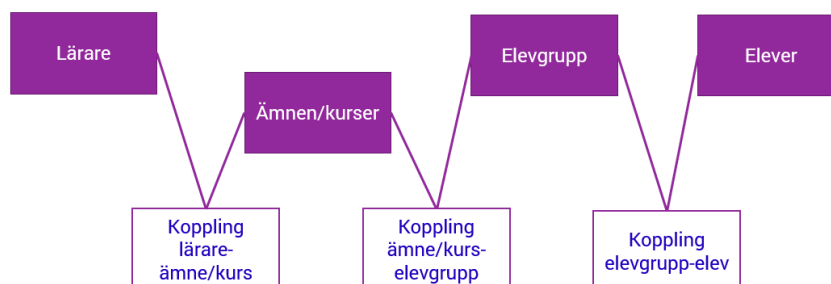 Lärare
Ämnen/kurser
Elevgrupp
Elever
Koppling
lärare-
ämne/kurs
Koppling
ämne/kurs-
elevgrupp
Koppling
elevgrupp-elev